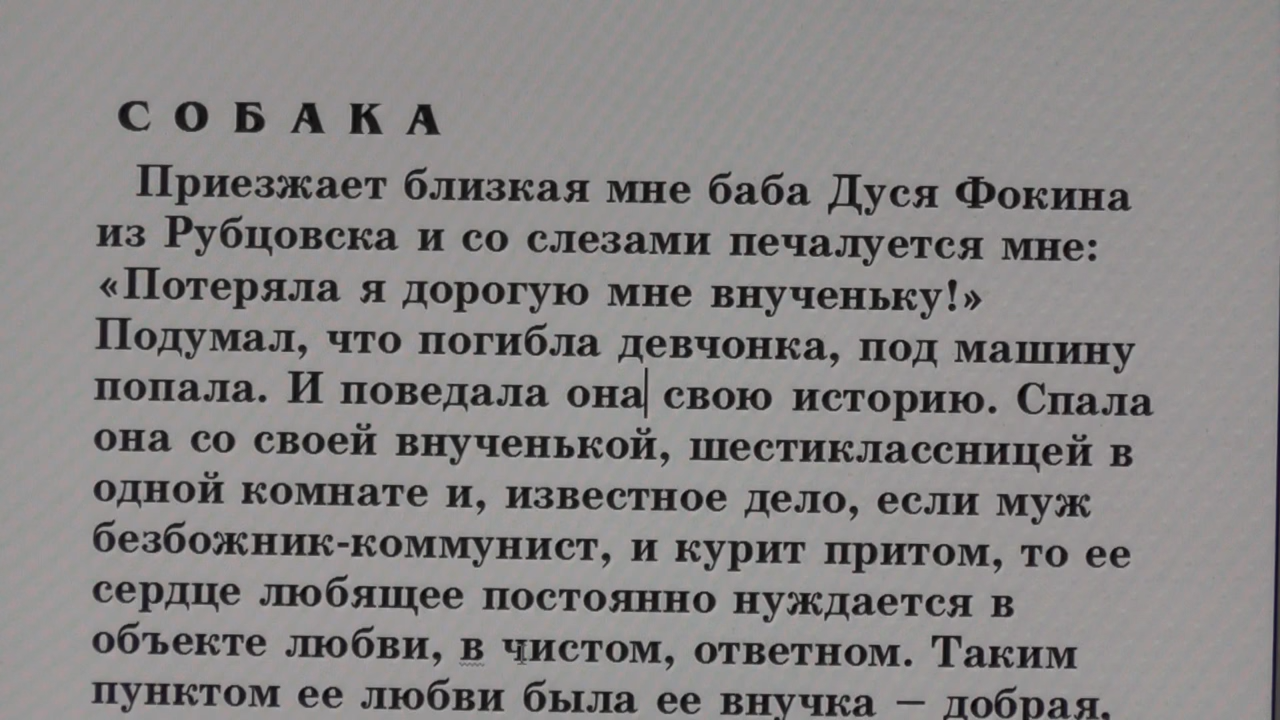 СОБАКА
Приезжает близкая мне баба Дуся Фокина
из Рубцовска и со слезами печалуется мне:
«Потеряла я дорогую мне внученьку!»
Подумал, что погибла девчонка, под машину
попала. И поведала она свою историю. Спала
она со своей внученькой, шестиклассницей в
одной комнате и, известное дело, если муж
безбожник-коммунист, и курит притом, то ее
сердце любящее постоянно нуждается в
объекте любви, в чистом, ответном. Таким
пунктом ее любви была ее внучка – добрая,